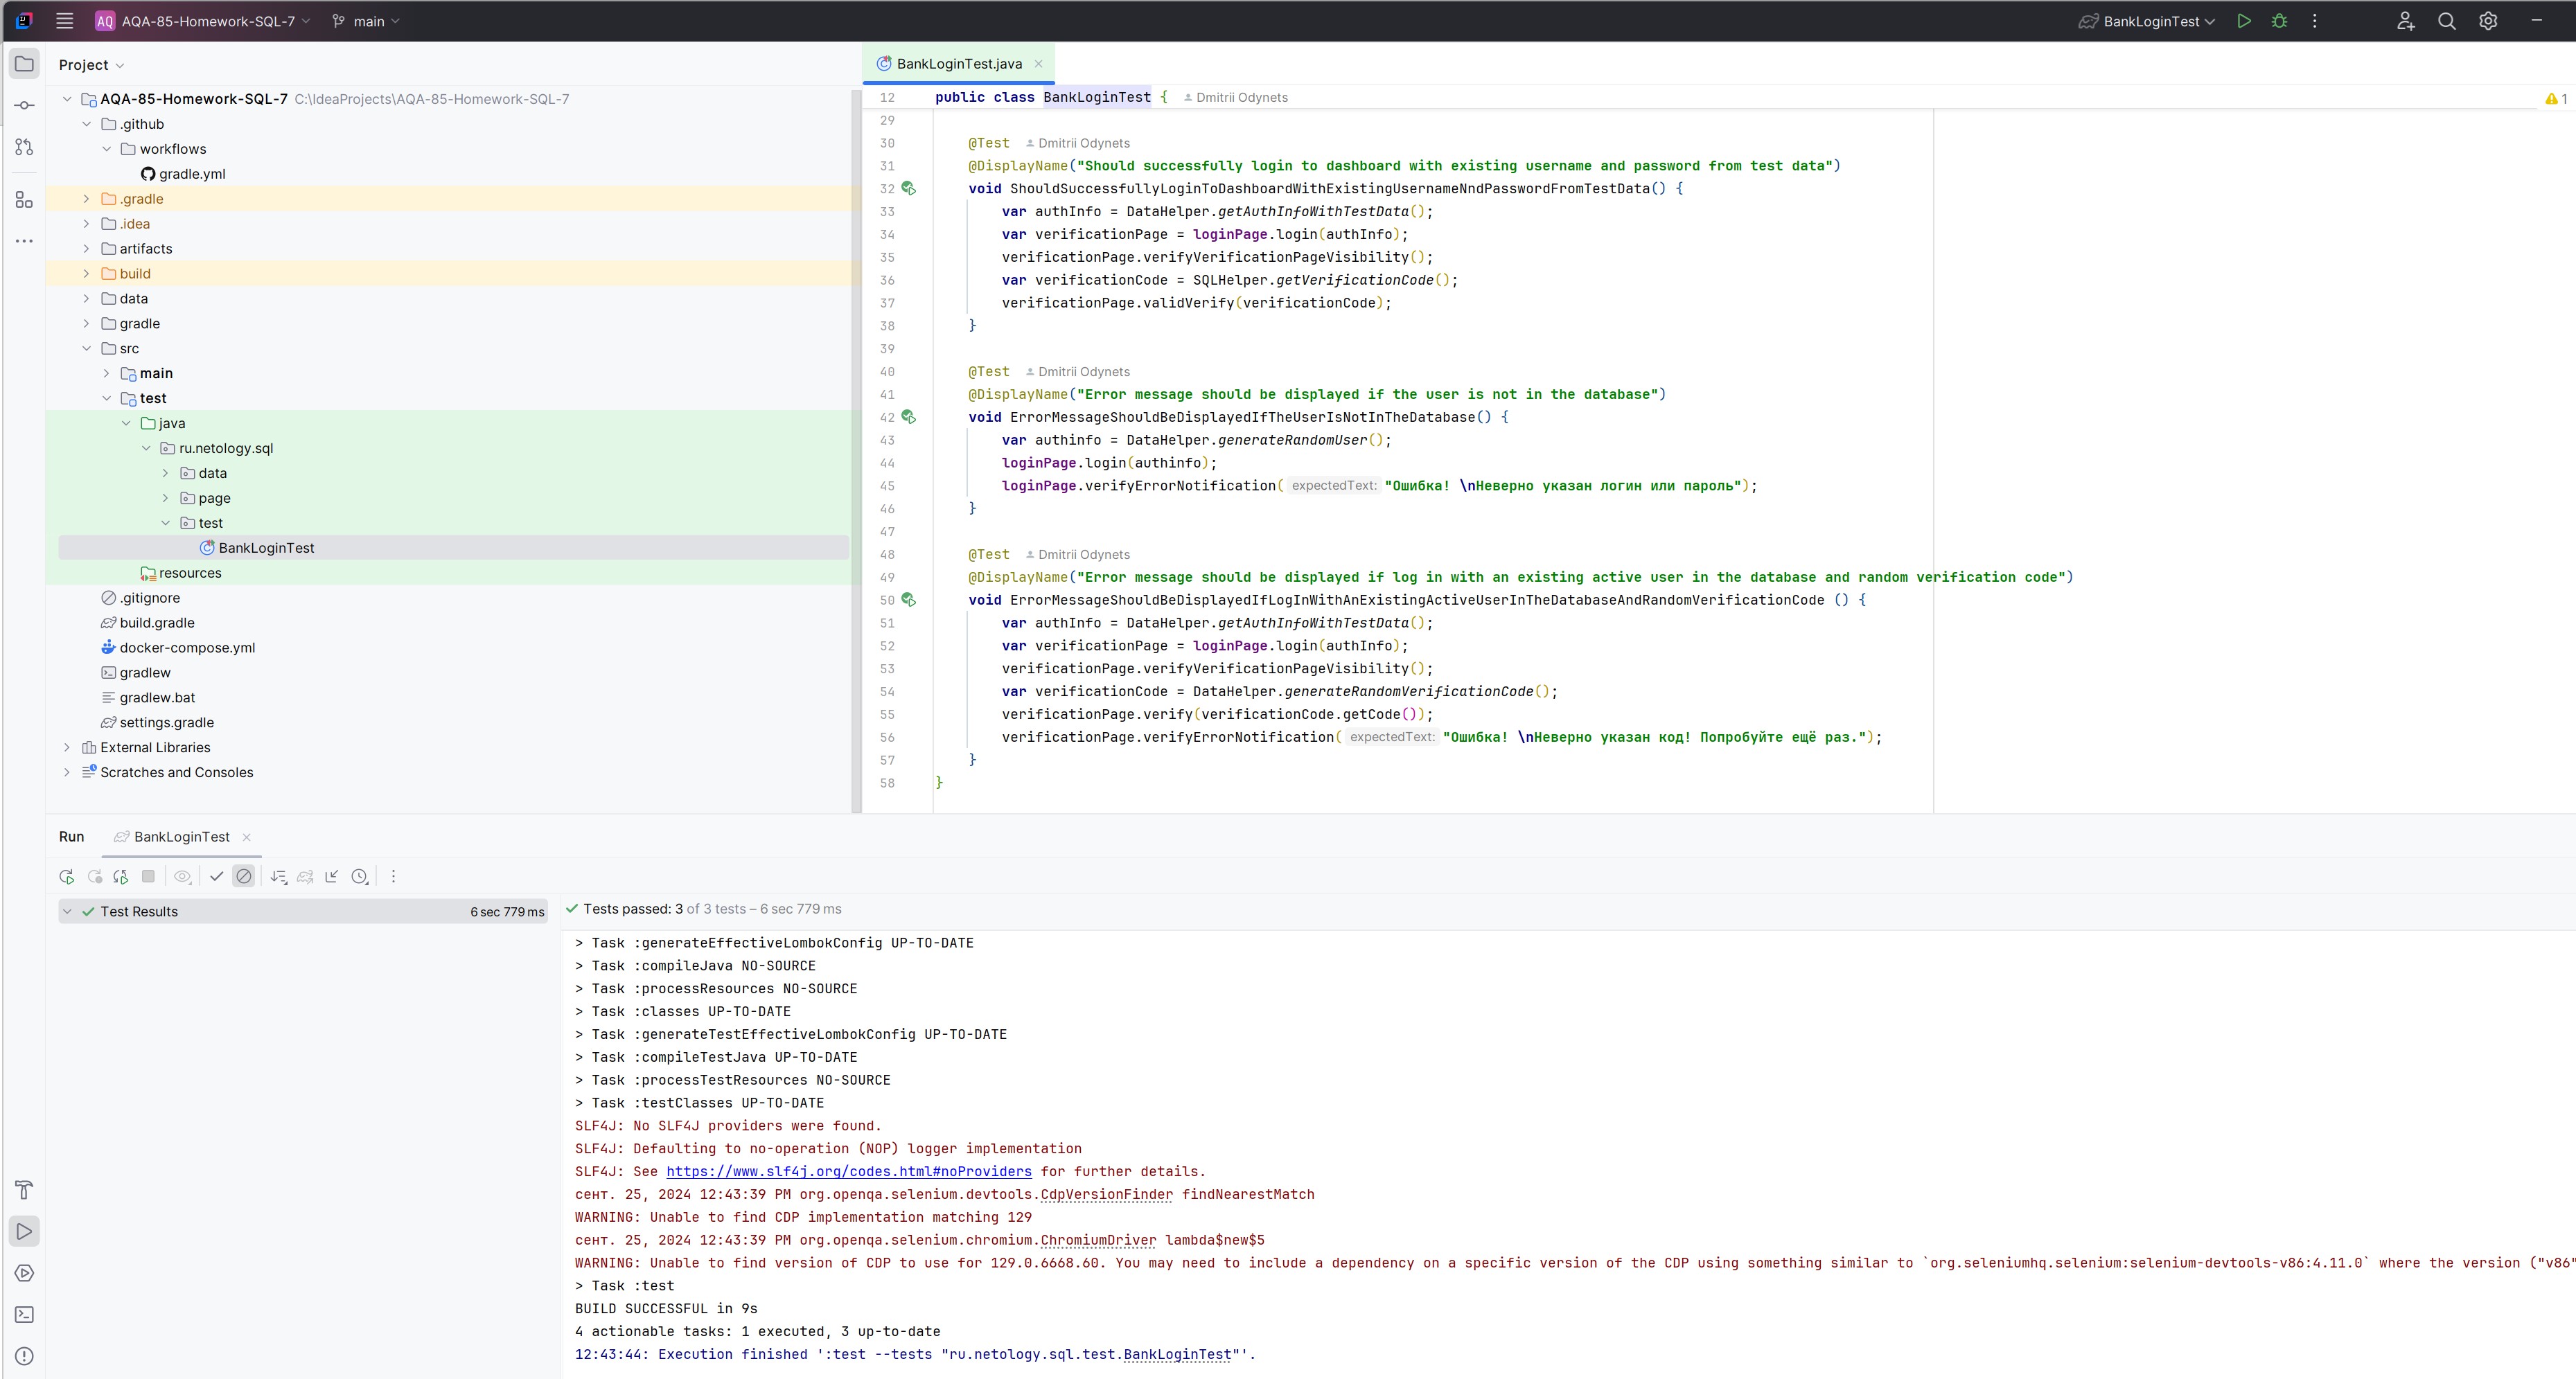 AQ AQA-85-Homework-SQL-7 main BankLoginTest
Project
AQA-85-Homework-SQL-7 C:\IdeaProjects\AQA-85-Homework-SQL-7
.github
workflows
gradle.yml
.gradle
.idea
artifacts
build
data
gradle
src
main
test
java
ru.netology.sql
data
page
test
BankLoginTest
resources
.gitignore
build.gradle
docker-compose.yml
gradlew
gradlew.bat
settings.gradle
External Libraries
Scratches and Consoles
BankLoginTest.java
12 public class BankLoginTest { Dmitrii Odynets
1
29
30 @Test Dmitrii Odynets
31 @DisplayName("Should successfully login to dashboard with existing username and password from test data")
32 void ShouldSuccessfullyLoginToDashboardWithExistingUsernameNndPasswordFromTestData() {
33 var authInfo = DataHelper.getAuthInfoWithTestData();
34 var verificationPage = loginPage.login(authInfo);
35 verificationPage.verifyVerificationPageVisibility();
36 var verificationCode = SQLHelper.getVerificationCode();
37 verificationPage.validVerify(verificationCode);
38 }
39
40 @Test Dmitrii Odynets
41 @DisplayName("Error message should be displayed if the user is not in the database")
42 void ErrorMessageShouldBeDisplayedIfTheUserIsNotInTheDatabase() {
43 var authinfo = DataHelper.generateRandomUser();
44 loginPage.login(authinfo);
45 loginPage.verifyErrorNotification( expectedText: "Ошибка! \nНеверно указан логин или пароль");
46 }
47
48 @Test Dmitrii Odynets
49 @DisplayName("Error message should be displayed if log in with an existing active user in the database and random verification code")
50 void ErrorMessageShouldBeDisplayedIfLogInWithAnExistingActiveUserInTheDatabaseAndRandomVerificationCode () {
51 var authInfo = DataHelper.getAuthInfoWithTestData();
52 var verificationPage = loginPage.login(authInfo);
53 verificationPage.verifyVerificationPageVisibility();
54 var verificationCode = DataHelper.generateRandomVerificationCode();
55 verificationPage.verify(verificationCode.getCode());
56 verificationPage.verifyErrorNotification( expectedText: "Ошибка! \nНеверно указан код! Попробуйте ещё раз.");
57 }
58 }
Run BankLoginTest
Test Results 6 sec 779 ms
Tests passed: 3 of 3 tests – 6 sec 779 ms
> Task :generateEffectiveLombokConfig UP-TO-DATE
> Task :compileJava NO-SOURCE
> Task :processResources NO-SOURCE
> Task :classes UP-TO-DATE
> Task :generateTestEffectiveLombokConfig UP-TO-DATE
> Task :compileTestJava UP-TO-DATE
> Task :processTestResources NO-SOURCE
> Task :testClasses UP-TO-DATE
SLF4J: No SLF4J providers were found.
SLF4J: Defaulting to no-operation (NOP) logger implementation
SLF4J: See https://www.slf4j.org/codes.html#noProviders for further details.
сент. 25, 2024 12:43:39 PM org.openqa.selenium.devtools.CdpVersionFinder findNearestMatch
WARNING: Unable to find CDP implementation matching 129
сент. 25, 2024 12:43:39 PM org.openqa.selenium.chromium.ChromiumDriver lambda$new$5
WARNING: Unable to find version of CDP to use for 129.0.6668.60. You may need to include a dependency on a specific version of the CDP using something similar to `org.seleniumhq.selenium:selenium-devtools-v86:4.11.0` where the version ("v86"
> Task :test
BUILD SUCCESSFUL in 9s
4 actionable tasks: 1 executed, 3 up-to-date
12:43:44: Execution finished ':test --tests "ru.netology.sql.test.BankLoginTest"'.